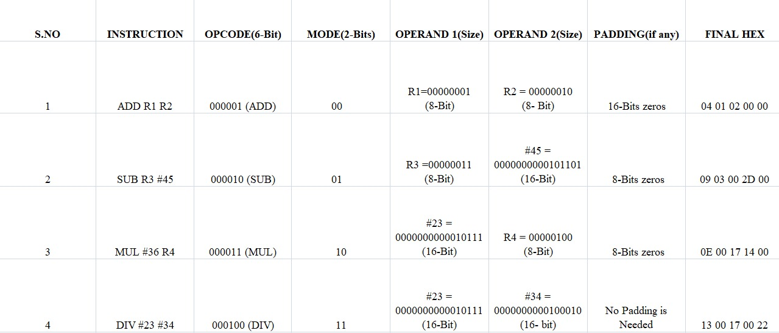 S.NO INSTRUCTION OPCODE(6-Bit) MODE(2-Bits) OPERAND 1(Size) OPERAND 2(Size) PADDING(if any) FINAL HEX
R1=00000001 R2 = 00000010
1 ADD R1 R2 000001 (ADD) 00 (8-Bit) (8- Bit) 16-Bits zeros 04 01 02 00 00
#45 =
R3 =00000011 0000000000101101
2 SUB R3 #45 000010 (SUB) 01 (8-Bit) (16-Bit) 8-Bits zeros 09 03 00 2D 00
#23 =
0000000000010111 R4 = 00000100
3 MUL #36 R4 000011 (MUL) 10 (16-Bit) (8-Bit) 8-Bits zeros 0E 00 17 14 00
#23 = #34 =
0000000000010111 0000000000100010 No Padding is
4 DIV #23 #34 000100 (DIV) 11 (16-Bit) (16- bit) Needed 13 00 17 00 22